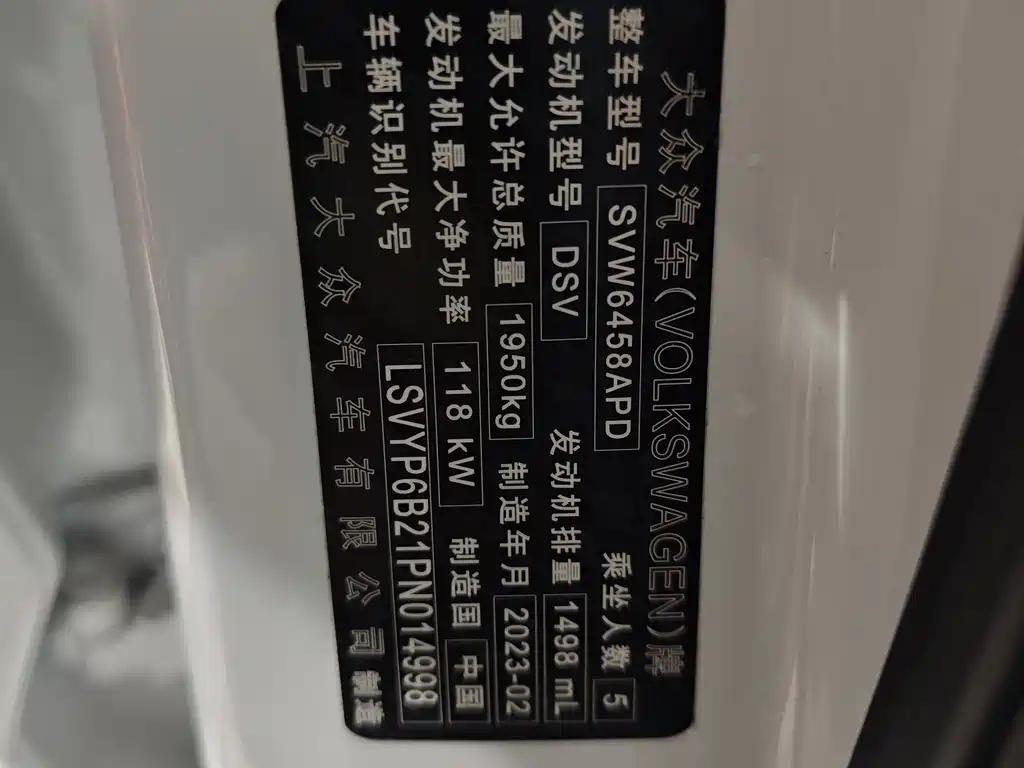 大众汽车(VOLKSWAGEN)牌
整车型号 SVW6458APD 乘坐人数 5
发动机型号 DSV 发动机排量 1498 mL
最大允许总质量 1950kg 制造年月 2023-02
发动机最大净功率 118 kW 制造国 中国
车辆识别代号 LSVYP6B21PN014998
上汽大众汽车有限公司 制造